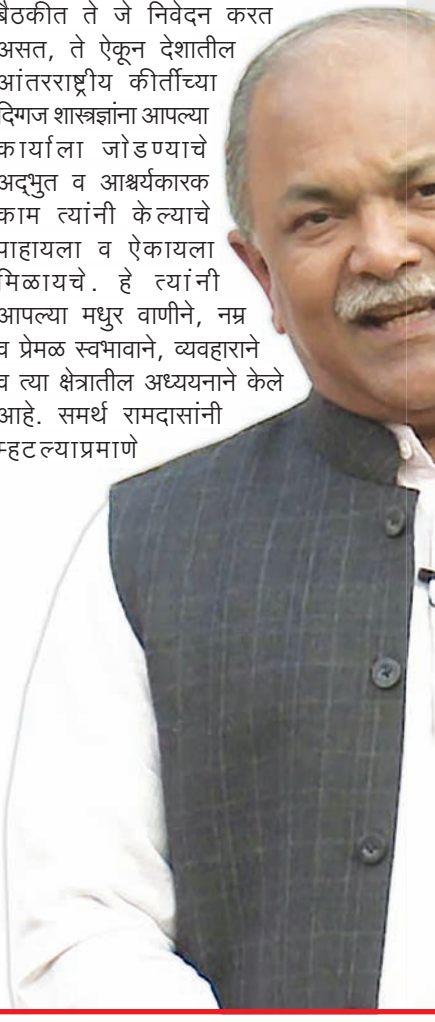 बैठकीत ते जे निवेदन करत
असत, ते ऐकून देशातील
आंतरराष्ट्रीय कीर्तीच्या
दिग्गज शास्त्रज्ञांना आपल्या
कार्याला जोडण्याचे
अद्‌भुत व आश्चर्यकारक
काम त्यांनी केल्याचे
पाहायला व ऐकायला
मिळायचे. हे त्यांनी
आपल्या मधुर वाणीने, नम्र
व प्रेमळ स्वभावाने, व्यवहाराने
व त्या क्षेत्रातील अध्ययनाने केले
आहे. समर्थ रामदासांनी
म्हटल्याप्रमाणे